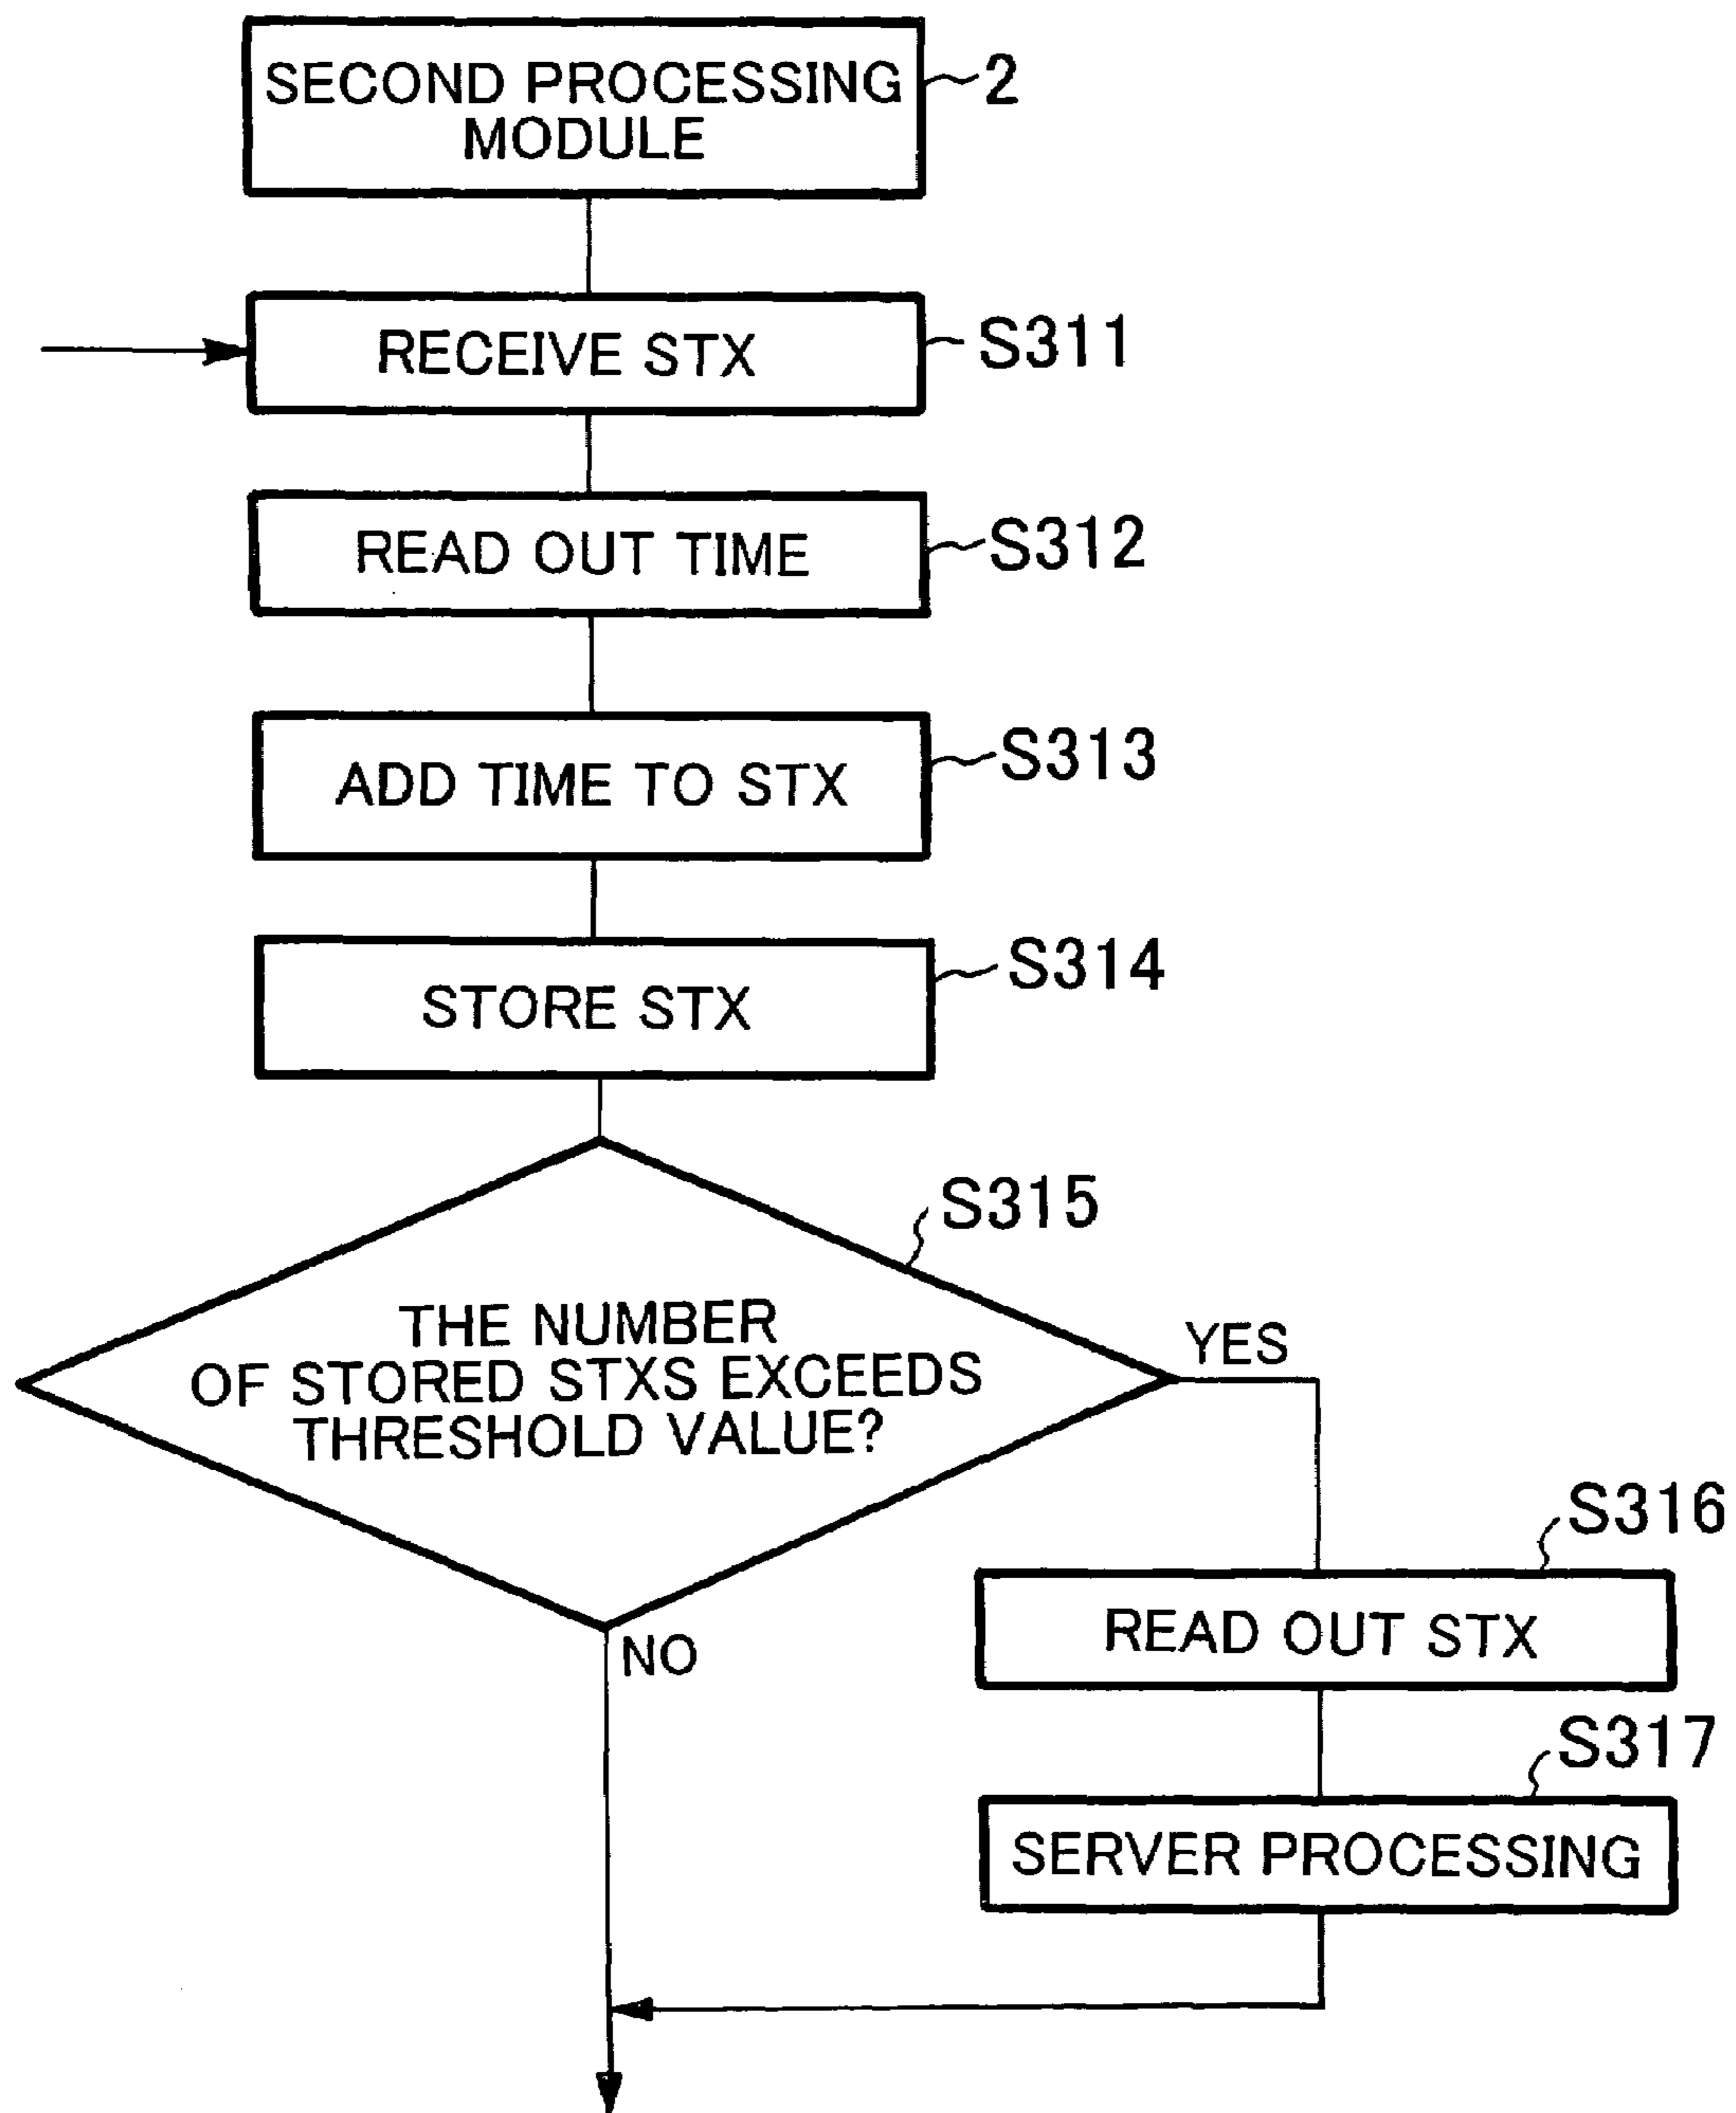 SECOND PROCESSING
MODULE
2
RECEIVE STX
S311
READ OUT TIME
S312
ADD TIME TO STX
S313
STORE STX
S314
S315
THE NUMBER
OF STORED STXS EXCEEDS
THRESHOLD VALUE?
YES
NO
S316
READ OUT STX
S317
SERVER PROCESSING